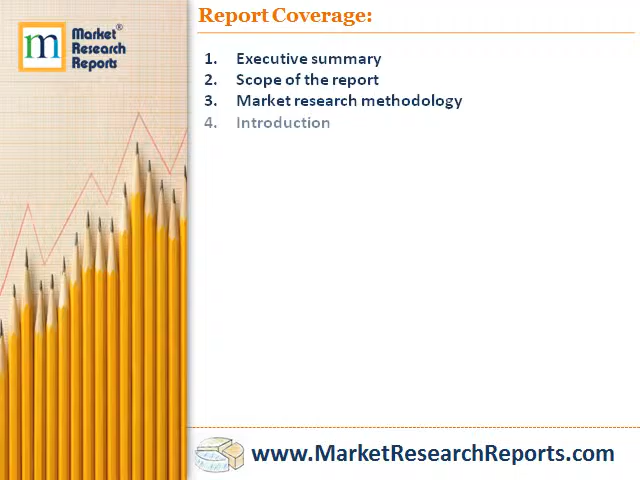 Report Coverage:
m
Market®
Research
Reports
1. Executive summary
2. Scope of the report
3. Market research methodology
4. Introduction
www.MarketResearchReports.com